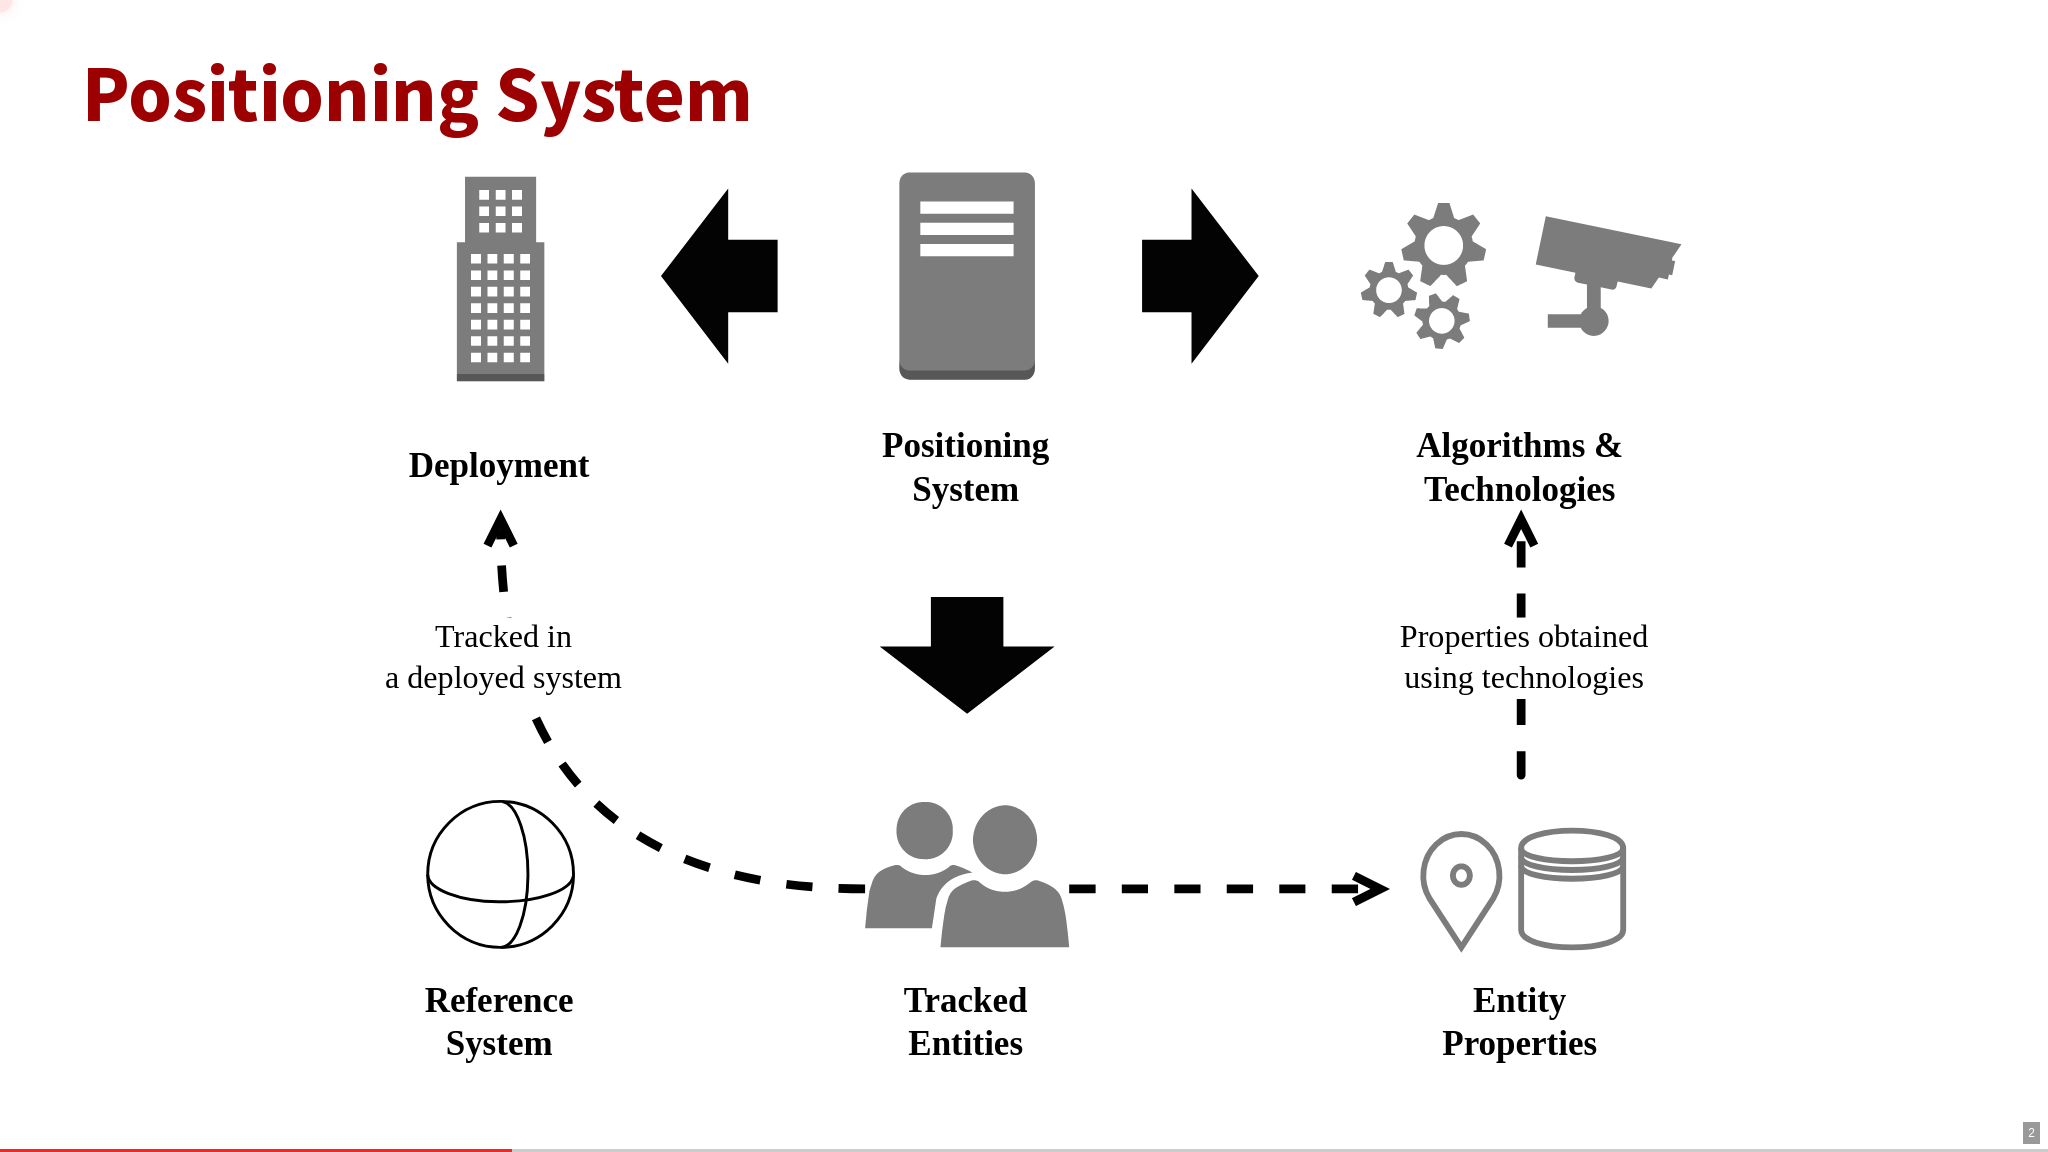 Positioning System
Deployment
Positioning
System
Algorithms &
Technologies
Tracked in
a deployed system
Properties obtained
using technologies
Reference
System
Tracked
Entities
Entity
Properties
2